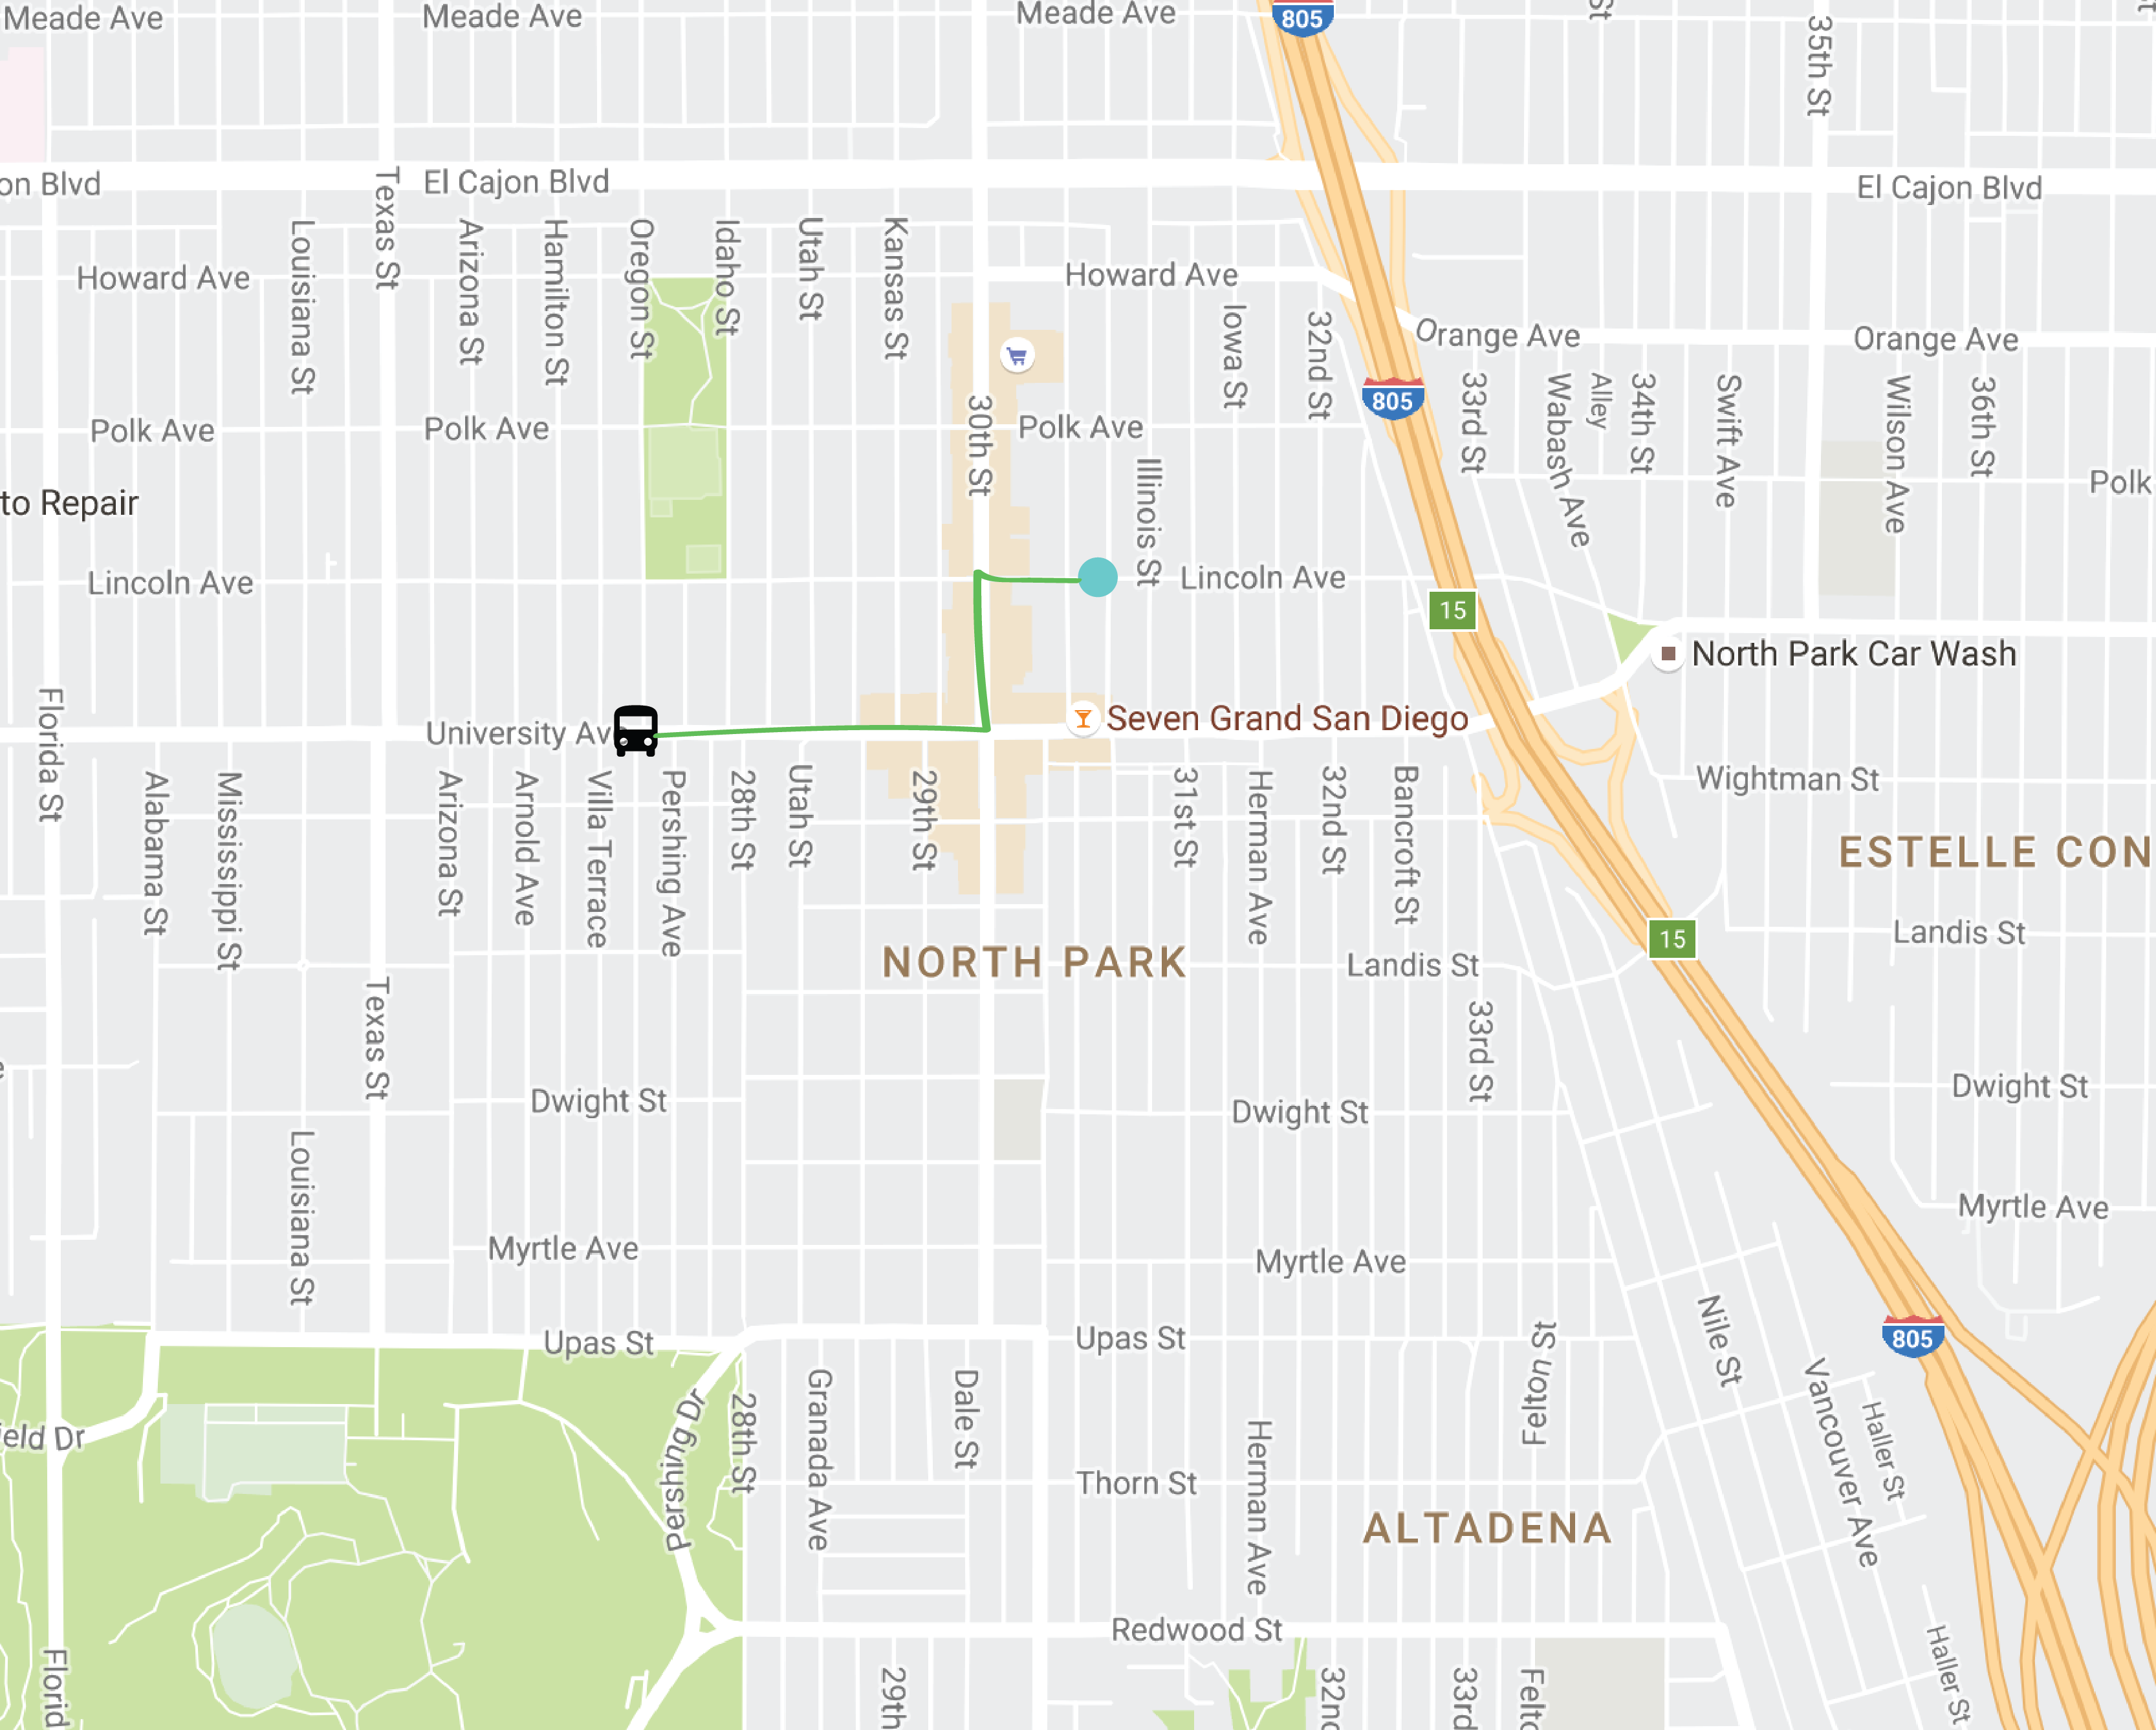 Meade Ave
Meade Ave
Meade Ave
805
St
35th St
on Blvd
El Cajon Blvd
El Cajon Blvd
Texas St
Louisiana St
Arizona St
Hamilton St
Oregon St
Idaho St
Utah St
Kansas St
Howard Ave
Howard Ave
Iowa St
32nd St
Orange Ave
Orange Ave
805
33rd St
Wabash Ave
Alley
34th St
Swift Ave
Wilson Ave
36th St
30th St
Polk Ave
Polk Ave
Polk Ave
Polk
Illinois St
to Repair
Lincoln Ave
Lincoln Ave
15
North Park Car Wash
Florida St
University Av
Seven Grand San Diego
Alabama St
Mississippi St
Arizona St
Arnold Ave
Villa Terrace
Pershing Ave
28th St
Utah St
29th St
31st St
Herman Ave
32nd St
Bancroft St
Wightman St
ESTELLE CON
Landis St
15
NORTH PARK
Landis St
Texas St
33rd St
Dwight St
Dwight St
Dwight St
Louisiana St
Myrtle Ave
Myrtle Ave
Myrtle Ave
Nile St
805
Upas St
Upas St
Felton St
Pershing Dr
28th St
Granada Ave
Dale St
Vancouver Ave
Haller St
ield Dr
Herman Ave
Thorn St
ALTADENA
Redwood St
Haller St
Florid
29th
32nd
33rd
Felto